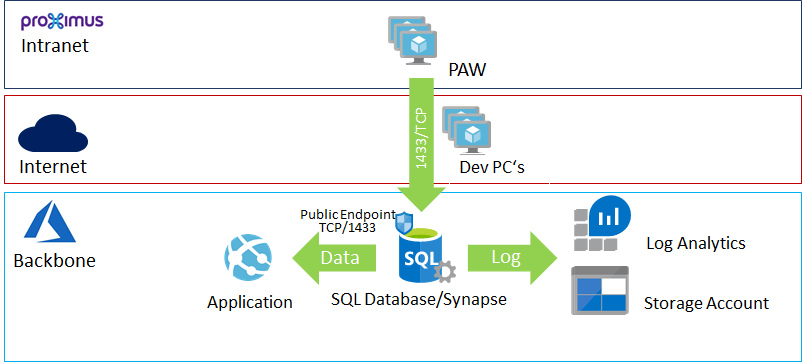 proximus
Intranet
PAW
1433/TCP
Internet
Dev PC‘s
Public Endpoint
TCP/1433
Backbone
Data
SQL
Log
Log Analytics
Application
SQL Database/Synapse
Storage Account